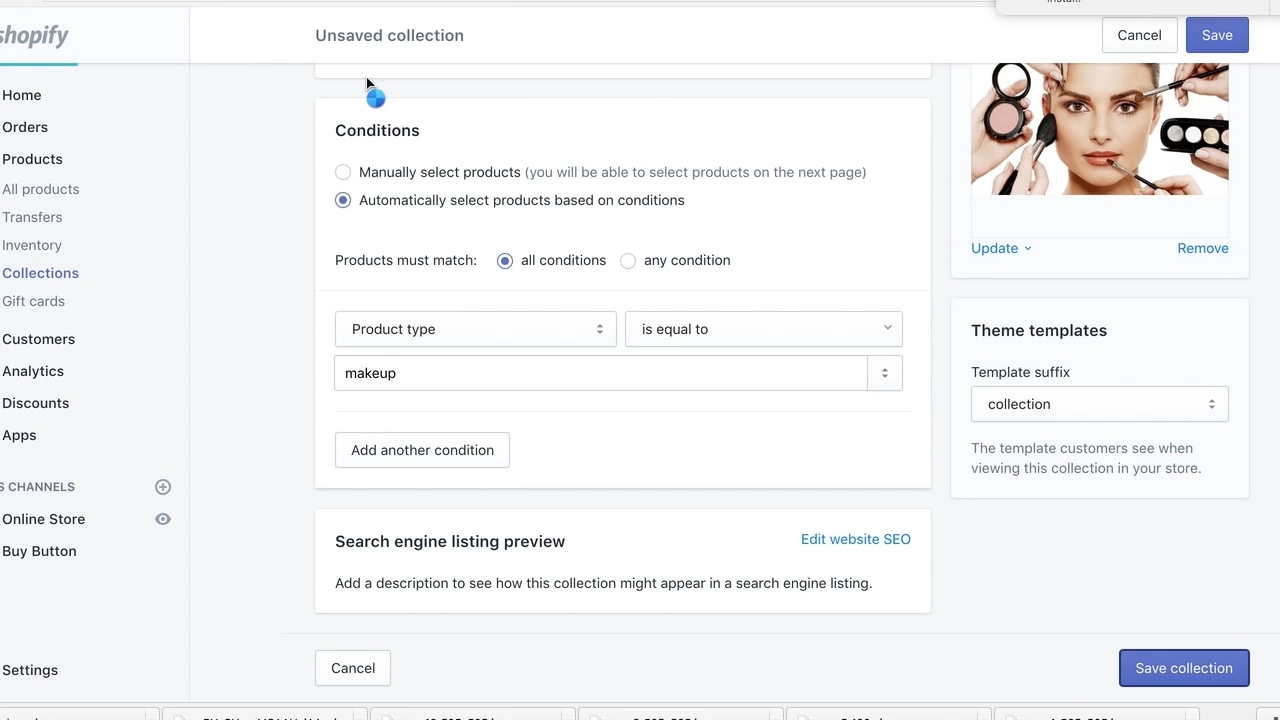 shopify
Unsaved collection
Cancel
Save
Home
Orders
Products
All products
Transfers
Inventory
Collections
Gift cards
Customers
Analytics
Discounts
Apps
S CHANNELS
Online Store
Buy Button
Settings
Conditions
Manually select products (you will be able to select products on the next page)
Automatically select products based on conditions
Products must match: all conditions any condition
Product type
is equal to
makeup
Add another condition
Search engine listing preview
Edit website SEO
Add a description to see how this collection might appear in a search engine listing.
Update
Remove
Theme templates
Template suffix
collection
The template customers see when
viewing this collection in your store.
Cancel
Save collection